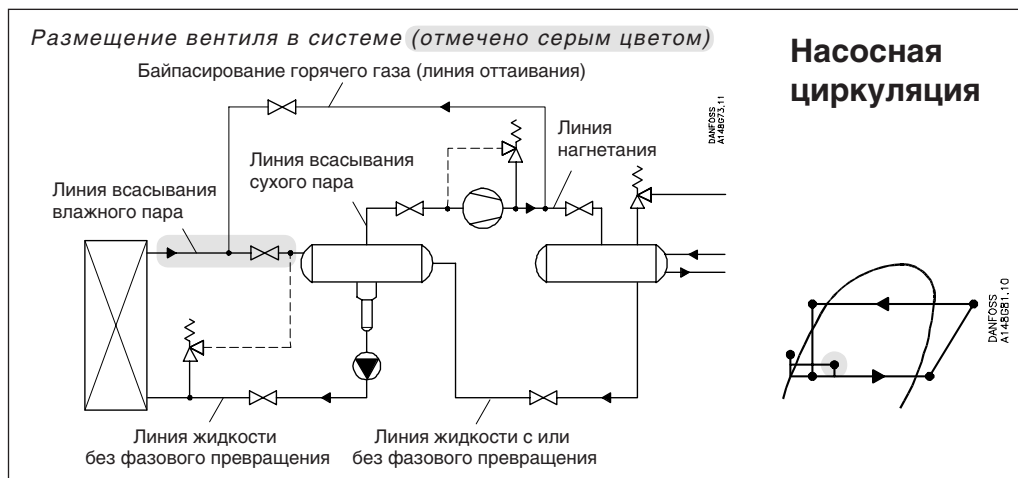 Размещение вентиля в системе (отмечено серым цветом)
Насосная
циркуляция
Байпасирование горячего газа (линия оттаивания)
DANFOSS
A148G73,11
Линия
нагнетания
Линия всасывания
сухого пара
Линия всасывания
влажного пара
DANFOSS
A148G81.10
Линия жидкости
без фазового превращения
Линия жидкости с или
без фазового превращения